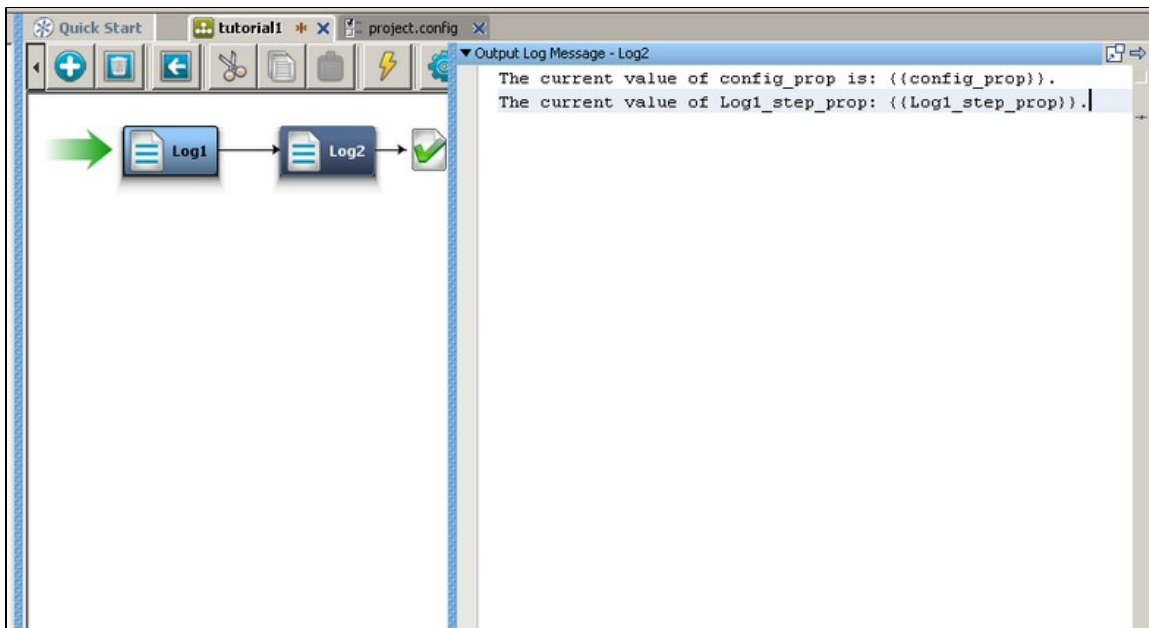 Quick Start
tutorial1 * X
project.config X
Output Log Message - Log2
The current value of config_prop is: {{config_prop}}.
The current value of Log1_step_prop: {{Log1_step_prop}}.
Log1
Log2